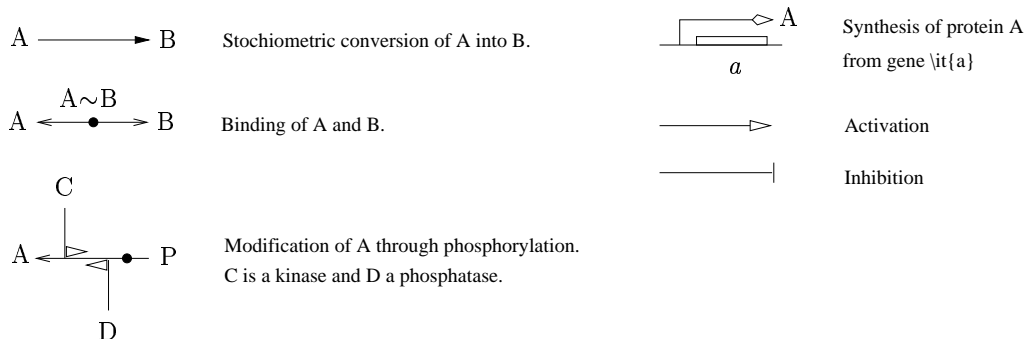 A B Stochiometric conversion of A into B.
A∼B
A B Binding of A and B.
C
A P Modification of A through phosphorylation.
C is a kinase and D a phosphatase.
D
A Synthesis of protein A
a from gene \it{a}
Activation
Inhibition